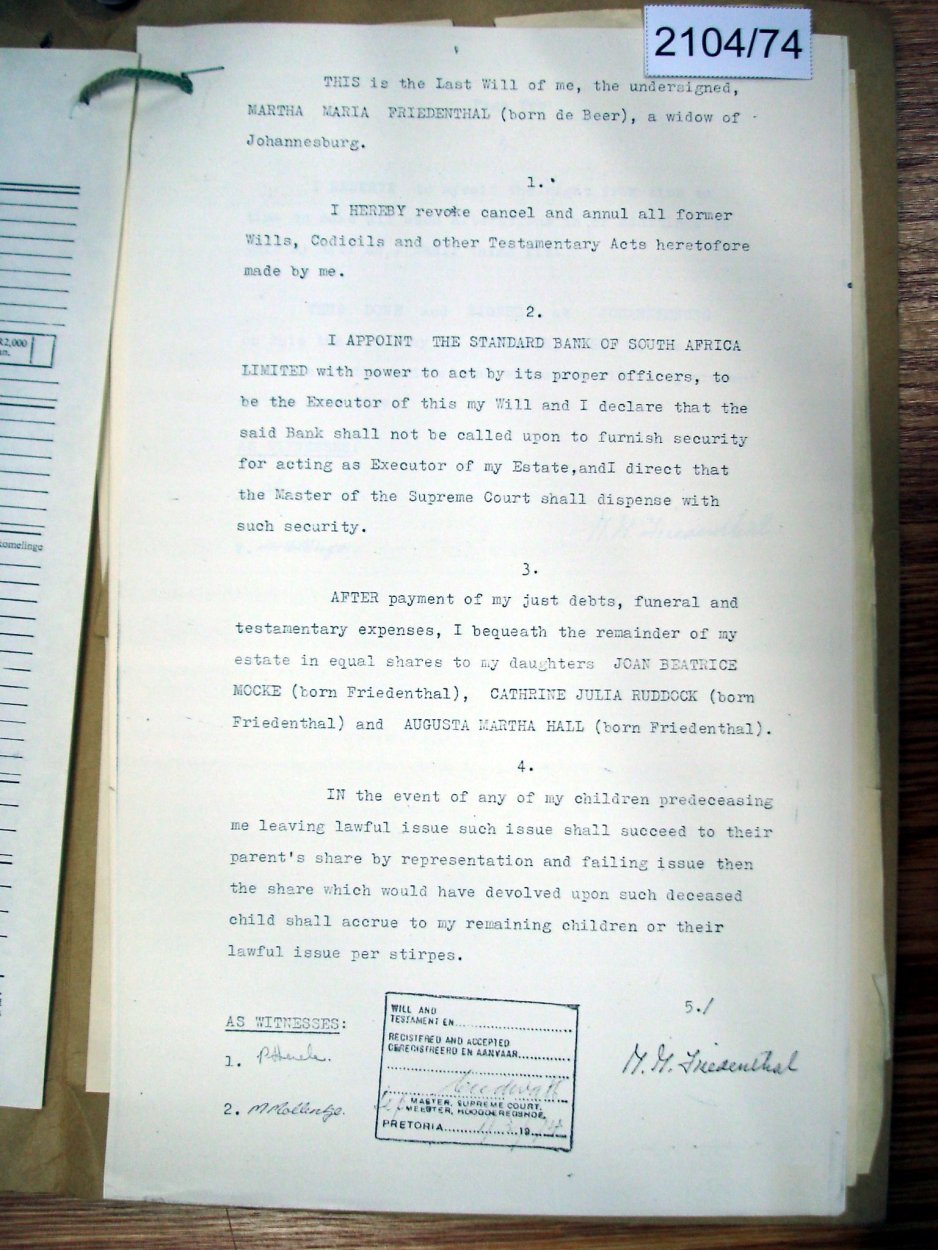 2104/74
THIS is the Last Will of me, the undersigned,
MARTHA MARIA FRIEDENTHAL (born de Beer), a widow of
Johannesburg.
1.
I HEREBY revoke cancel and annul all former
Wills, Codicils and other Testamentary Acts heretofore
made by me.
2.
I APPOINT THE STANDARD BANK OF SOUTH AFRICA
LIMITED with power to act by its proper officers, to
be the Executor of this my Will and I declare that the
said Bank shall not be called upon to furnish security
for acting as Executor of my Estate,andI direct that
the Master of the Supreme Court shall dispense with
such security.
3.
AFTER payment of my just debts, funeral and
testamentary expenses, I bequeath the remainder of my
estate in equal shares to my daughters JOAN BEATRICE
MOCKE (born Friedenthal), CATHRINE JULIA RUDDOCK (born
Friedenthal) and AUGUSTA MARTHA HALL (born Friedenthal).
4.
IN the event of any of my children predeceasing
me leaving lawful issue such issue shall succeed to their
parent's share by representation and failing issue then
the share which would have devolved upon such deceased
child shall accrue to my remaining children or their
lawful issue per stirpes.
5./
AS WITNESSES:
1.
2.
M. M. Friedenthal
WILL AND
TESTAMENT EN
REGISTERED AND ACCEPTED
GEREGISTREERD EN AANVAAR
MASTER, SUPREME COURT,
MEESTER, HOOGGEREGSHOF,
PRETORIA 19
R2,000